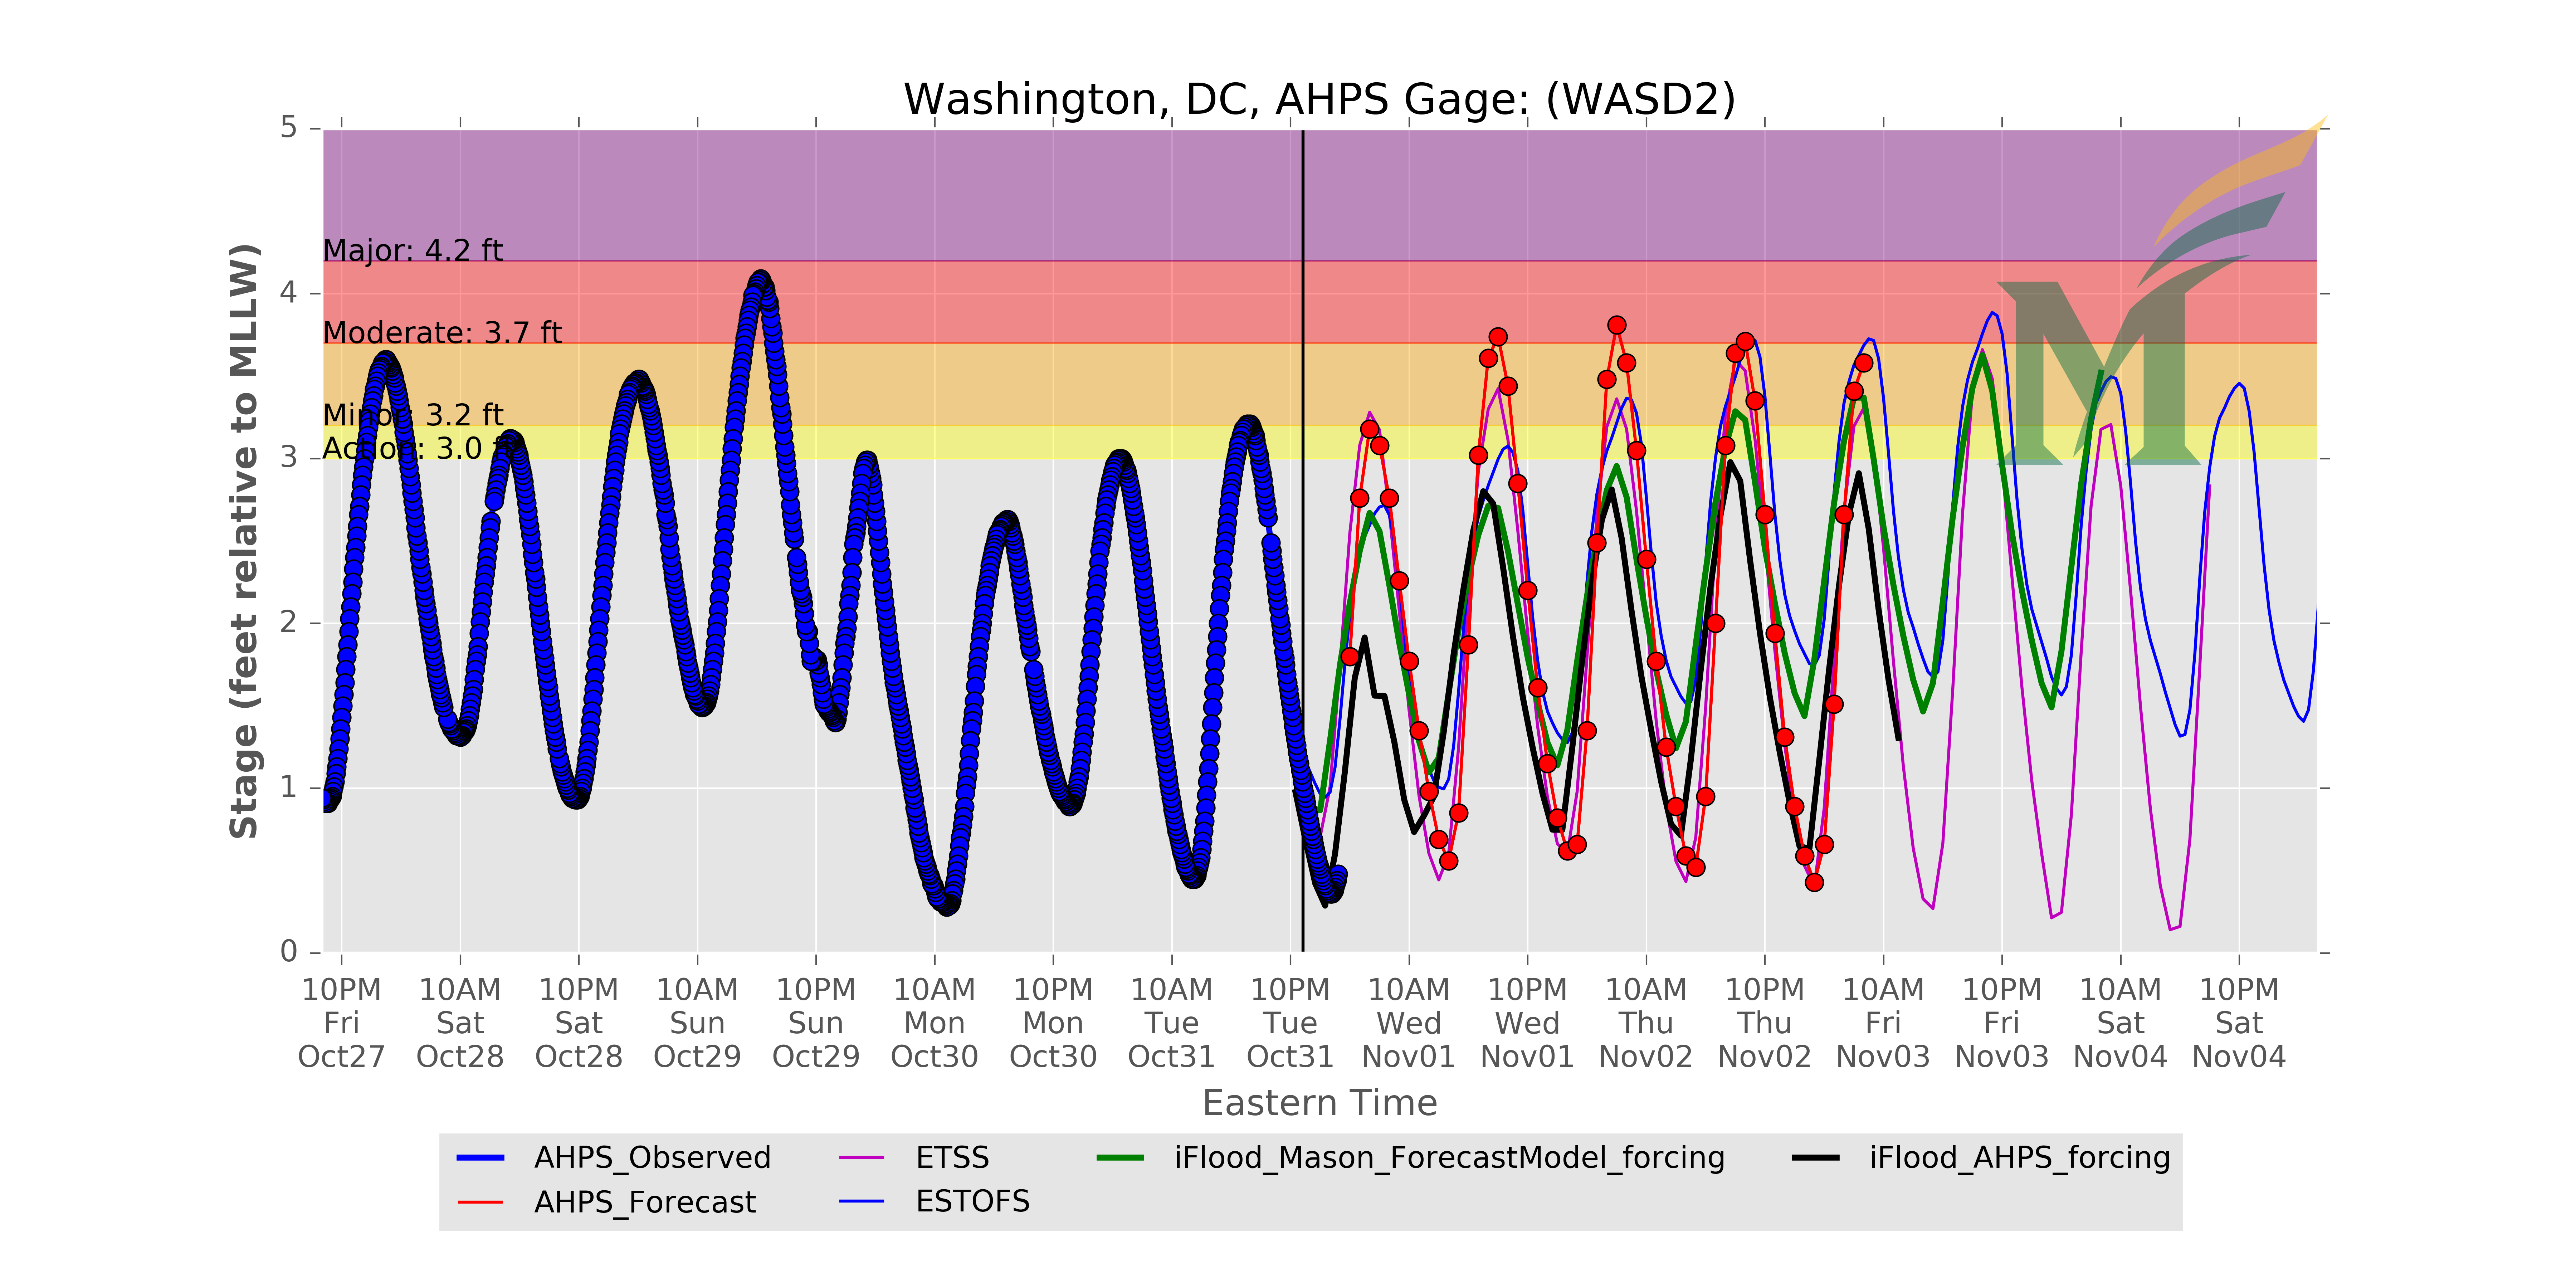 Washington, DC, AHPS Gage: (WASD2)
Stage (feet relative to MLLW)
5
4
3
2
1
0
Major: 4.2 ft
Moderate: 3.7 ft
Minor: 3.2 ft
Action: 3.0 ft
M
10PM 10AM 10PM 10AM 10PM 10AM 10PM 10AM 10PM 10AM 10PM 10AM 10PM 10AM 10PM 10AM 10PM
Fri Sat Sat Sun Sun Mon Mon Tue Tue Wed Wed Thu Thu Fri Fri Sat Sat
Oct27 Oct28 Oct28 Oct29 Oct29 Oct30 Oct30 Oct31 Oct31 Nov01 Nov01 Nov02 Nov02 Nov03 Nov03 Nov04 Nov04
Eastern Time
AHPS_Observed ETSS iFlood_Mason_ForecastModel_forcing iFlood_AHPS_forcing
AHPS_Forecast ESTOFS